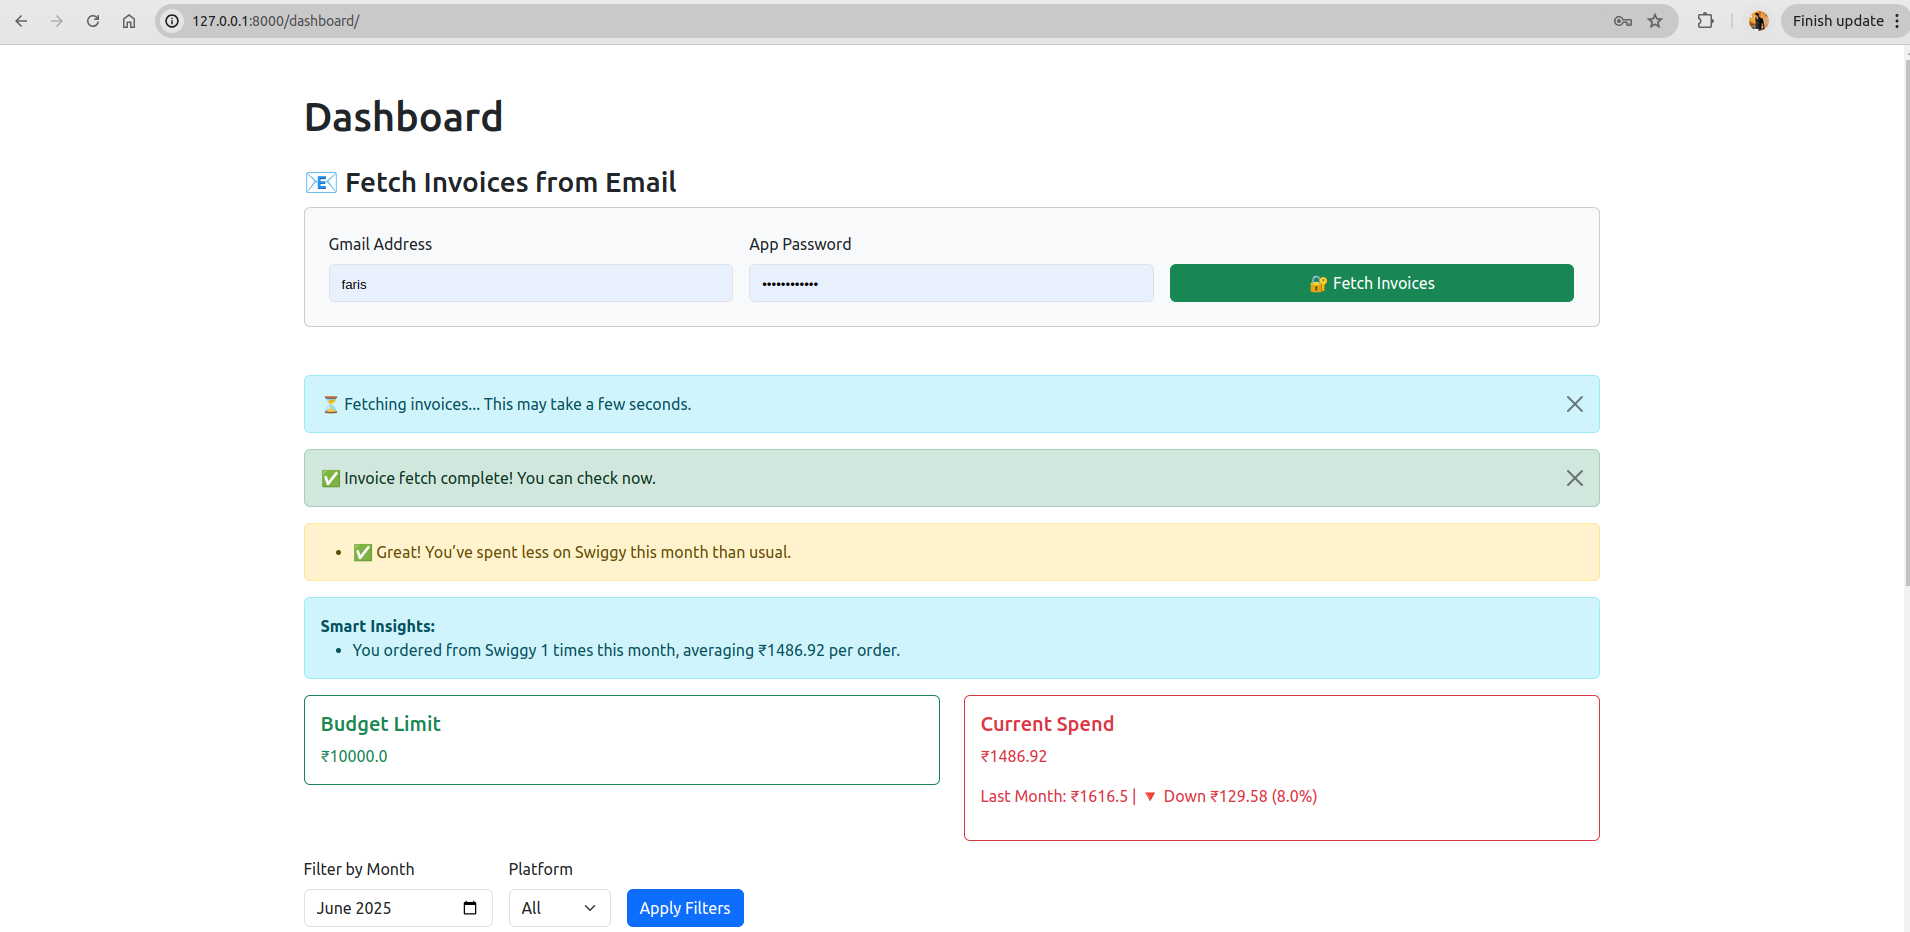 127.0.0.1:8000/dashboard/
Finish update
Dashboard
📧 Fetch Invoices from Email
Gmail Address
App Password
faris
••••••••••••
🔐 Fetch Invoices
⏳ Fetching invoices... This may take a few seconds.
✅ Invoice fetch complete! You can check now.
• ✅ Great! You’ve spent less on Swiggy this month than usual.
Smart Insights:
• You ordered from Swiggy 1 times this month, averaging ₹1486.92 per order.
Budget Limit
₹10000.0
Current Spend
₹1486.92
Last Month: ₹1616.5 | 🔻 Down ₹129.58 (8.0%)
Filter by Month
Platform
June 2025
All
Apply Filters